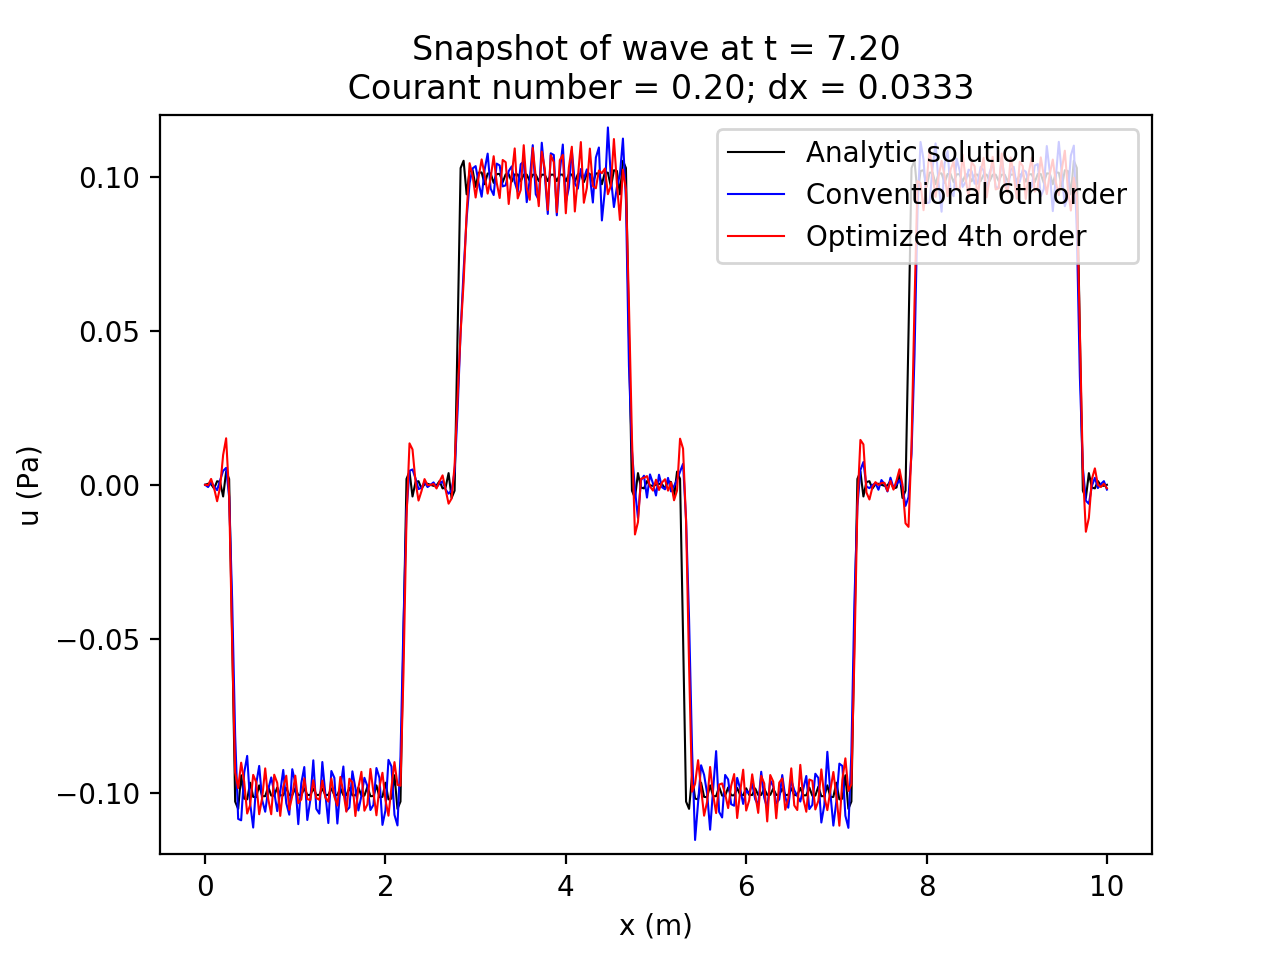 Snapshot of wave at t = 7.20
Courant number = 0.20; dx = 0.0333
Analytic solution
Conventional 6th order
Optimized 4th order
0.10
0.05
0.00
−0.05
−0.10
u (Pa)
0 2 4 6 8 10
x (m)